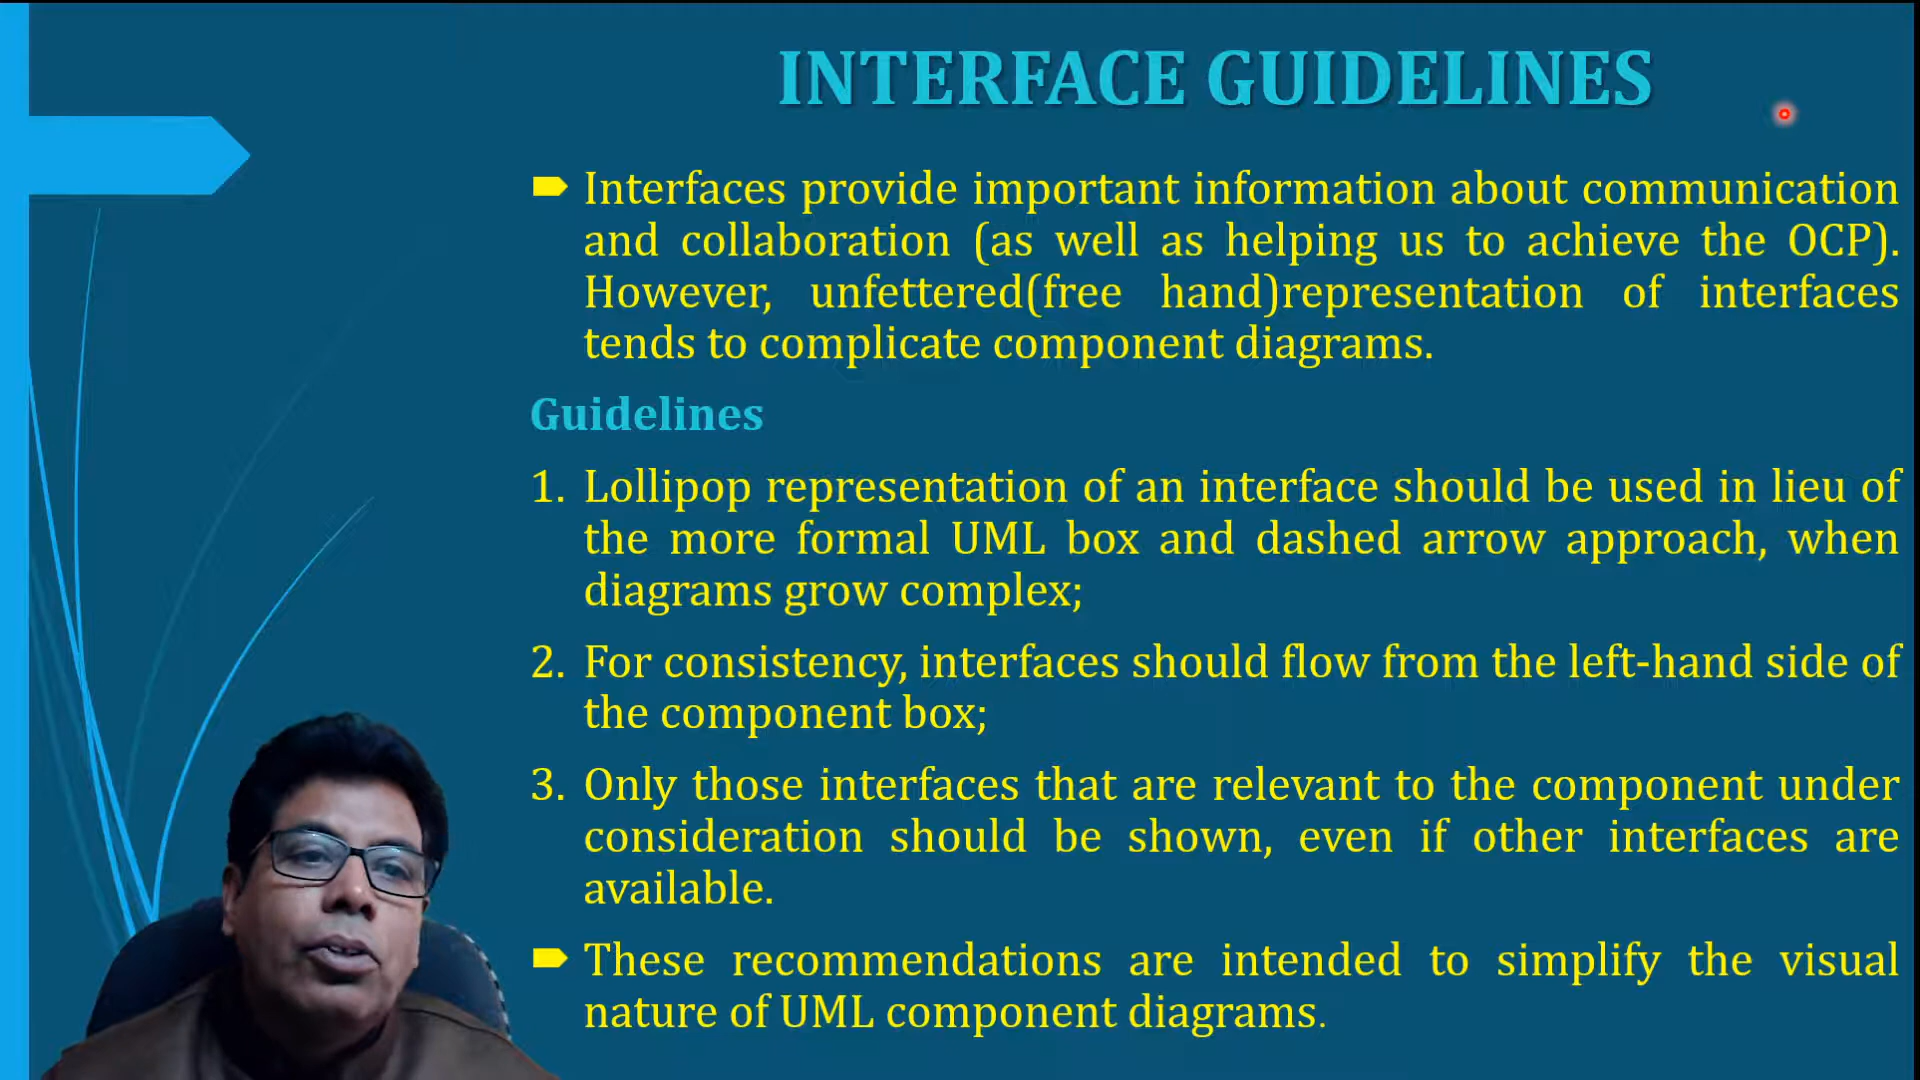 INTERFACE GUIDELINES
Interfaces provide important information about communication
and collaboration (as well as helping us to achieve the OCP).
However, unfettered(free hand)representation of interfaces
tends to complicate component diagrams.
Guidelines
1. Lollipop representation of an interface should be used in lieu of
the more formal UML box and dashed arrow approach, when
diagrams grow complex;
2. For consistency, interfaces should flow from the left-hand side of
the component box;
3. Only those interfaces that are relevant to the component under
consideration should be shown, even if other interfaces are
available.
These recommendations are intended to simplify the visual
nature of UML component diagrams.